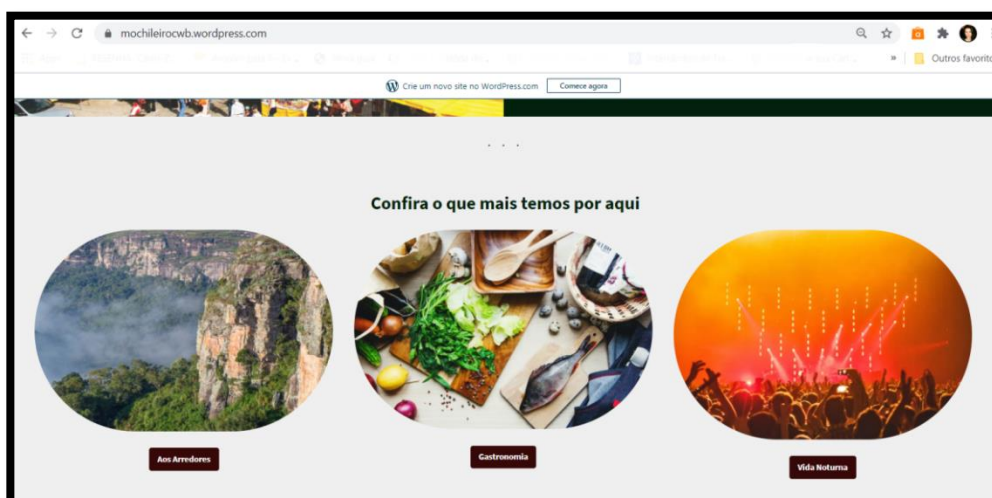 mochileirocwb.wordpress.com
Outros favorito
Crie um novo site no WordPress.com Comece agora
. . .
Confira o que mais temos por aqui
Aos Arredores
Gastronomia
Vida Noturna